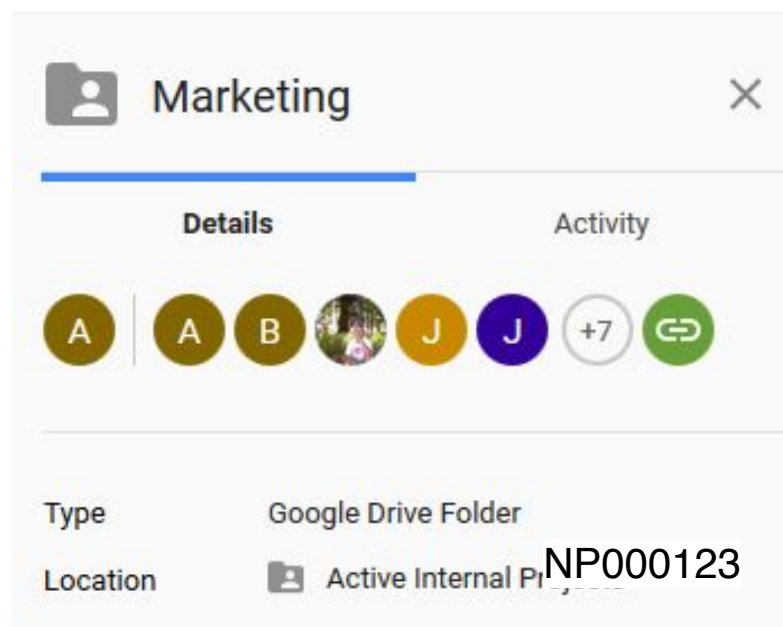 Marketing
Details Activity
A A B J J +7
Type Google Drive Folder
Location Active Internal
NP000123